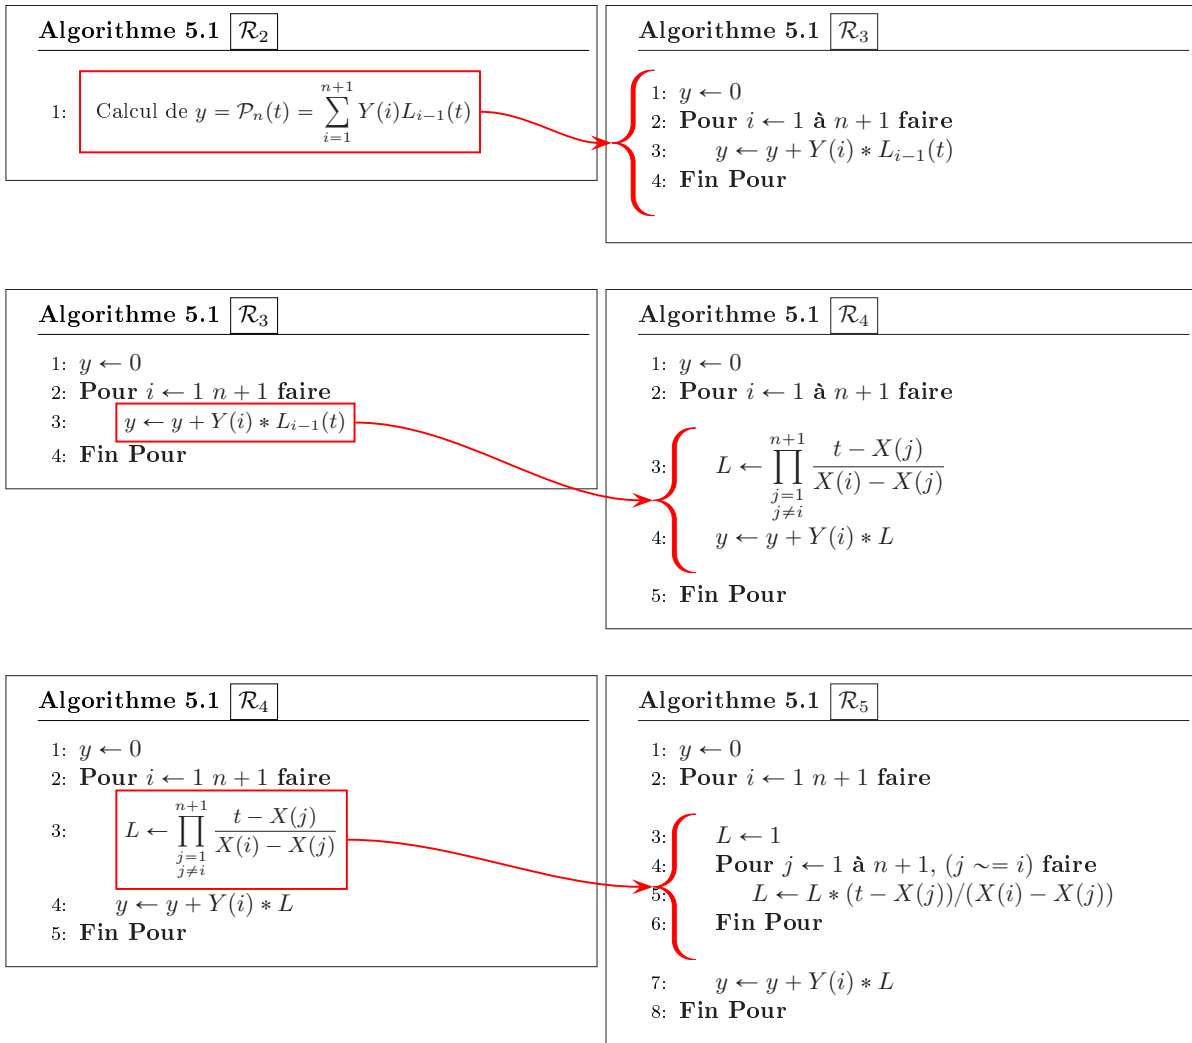 Algorithme 5.1 R₂
1: Calcul de y = Pₙ(t) = ∑ᵢ₌₁ⁿ⁺¹ Y(i)Lᵢ₋₁(t)
Algorithme 5.1 R₃
1: y ← 0
2: Pour i ← 1 à n + 1 faire
3: y ← y + Y(i) * Lᵢ₋₁(t)
4: Fin Pour
Algorithme 5.1 R₃
1: y ← 0
2: Pour i ← 1 n + 1 faire
3: y ← y + Y(i) * Lᵢ₋₁(t)
4: Fin Pour
Algorithme 5.1 R₄
1: y ← 0
2: Pour i ← 1 à n + 1 faire
3: L ← ∏_{j=1, j≠i}^{n+1} (t − X(j))/(X(i) − X(j))
4: y ← y + Y(i) * L
5: Fin Pour
Algorithme 5.1 R₄
1: y ← 0
2: Pour i ← 1 n + 1 faire
3: L ← ∏_{j=1, j≠i}^{n+1} (t − X(j))/(X(i) − X(j))
4: y ← y + Y(i) * L
5: Fin Pour
Algorithme 5.1 R₅
1: y ← 0
2: Pour i ← 1 n + 1 faire
3: L ← 1
4: Pour j ← 1 à n + 1, (j ∼= i) faire
5: L ← L * (t − X(j))/(X(i) − X(j))
6: Fin Pour
7: y ← y + Y(i) * L
8: Fin Pour